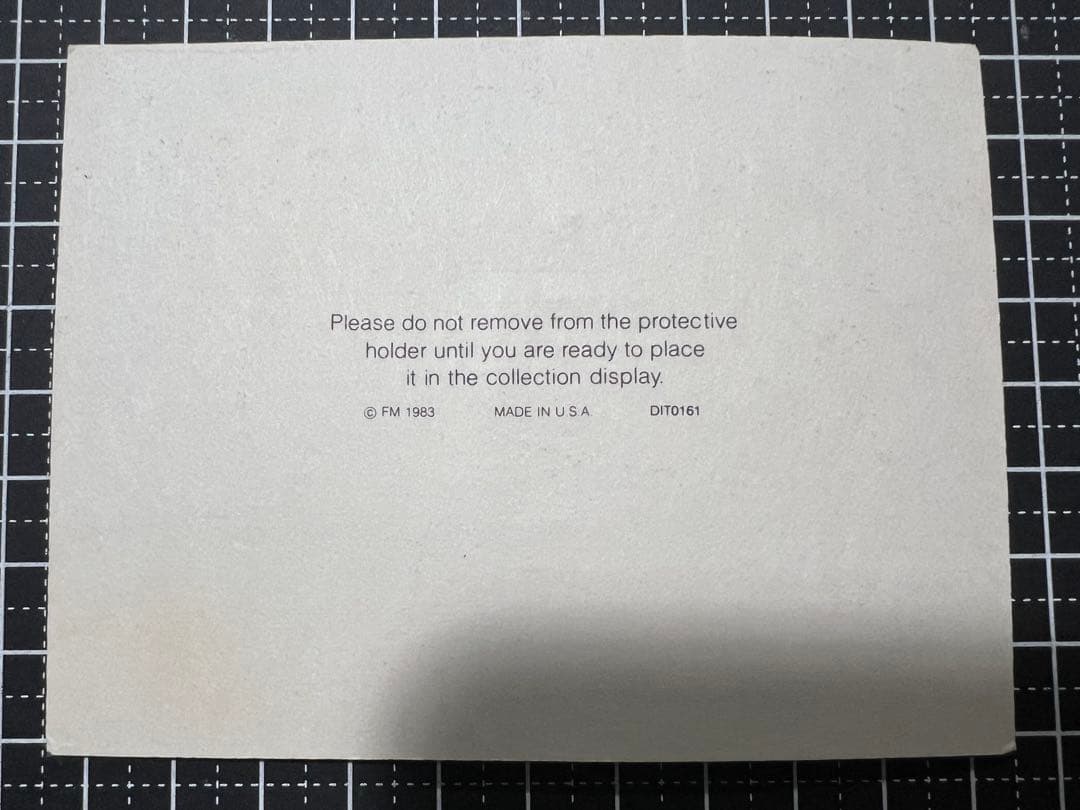 Please do not remove from the protective
holder until you are ready to place
it in the collection display.
© FM 1983 MADE IN U S A DIT0161